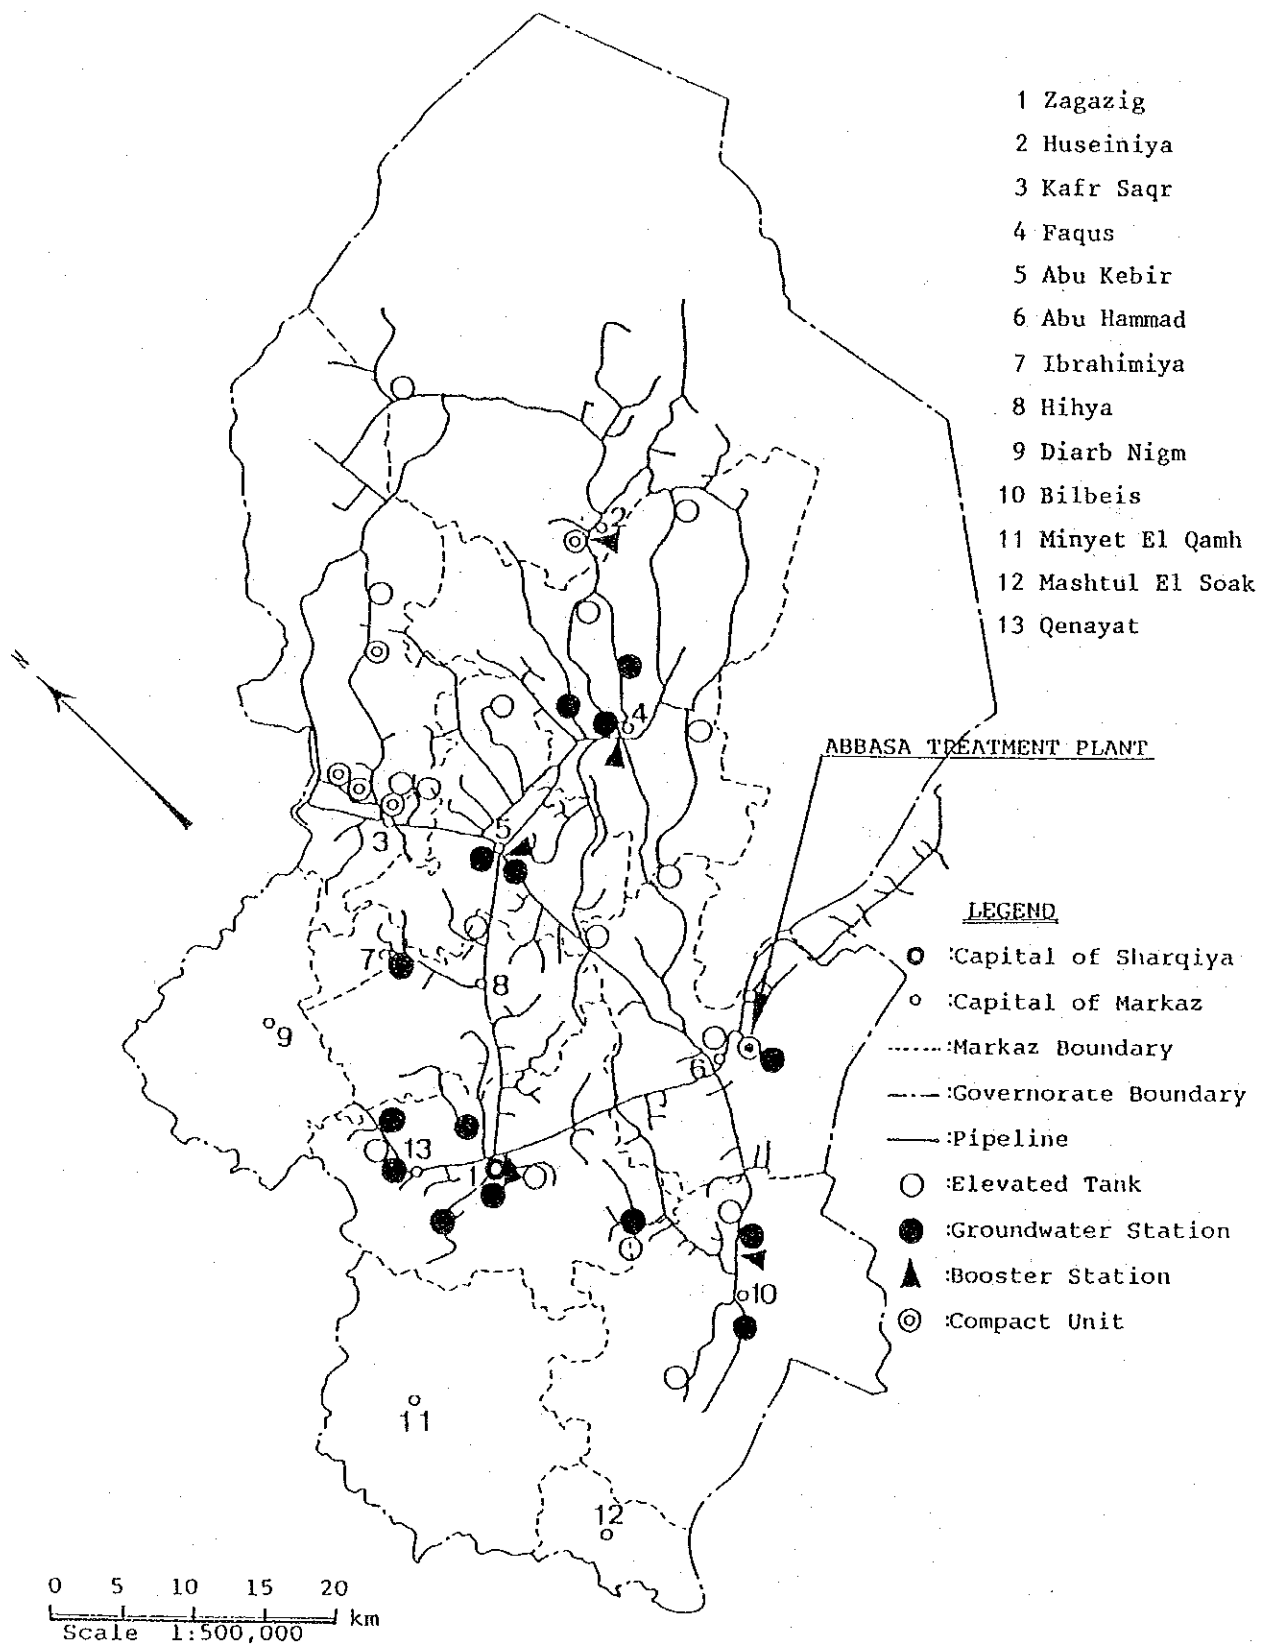 1 Zagazig
2 Huseiniya
3 Kafr Saqr
4 Faqus
5 Abu Kebir
6 Abu Hammad
7 Ibrahimiya
8 Hihya
9 Diarb Nigm
10 Bilbeis
11 Minyet El Qamh
12 Mashtul El Soak
13 Qenayat
N
2
4
ABBASA TREATMENT PLANT
5
3
7
8
9
6
13
1
10
11
12
LEGEND
:Capital of Sharqiya
:Capital of Markaz
:Markaz Boundary
:Governorate Boundary
:Pipeline
:Elevated Tank
:Groundwater Station
:Booster Station
:Compact Unit
0 5 10 15 20
km
Scale 1:500,000